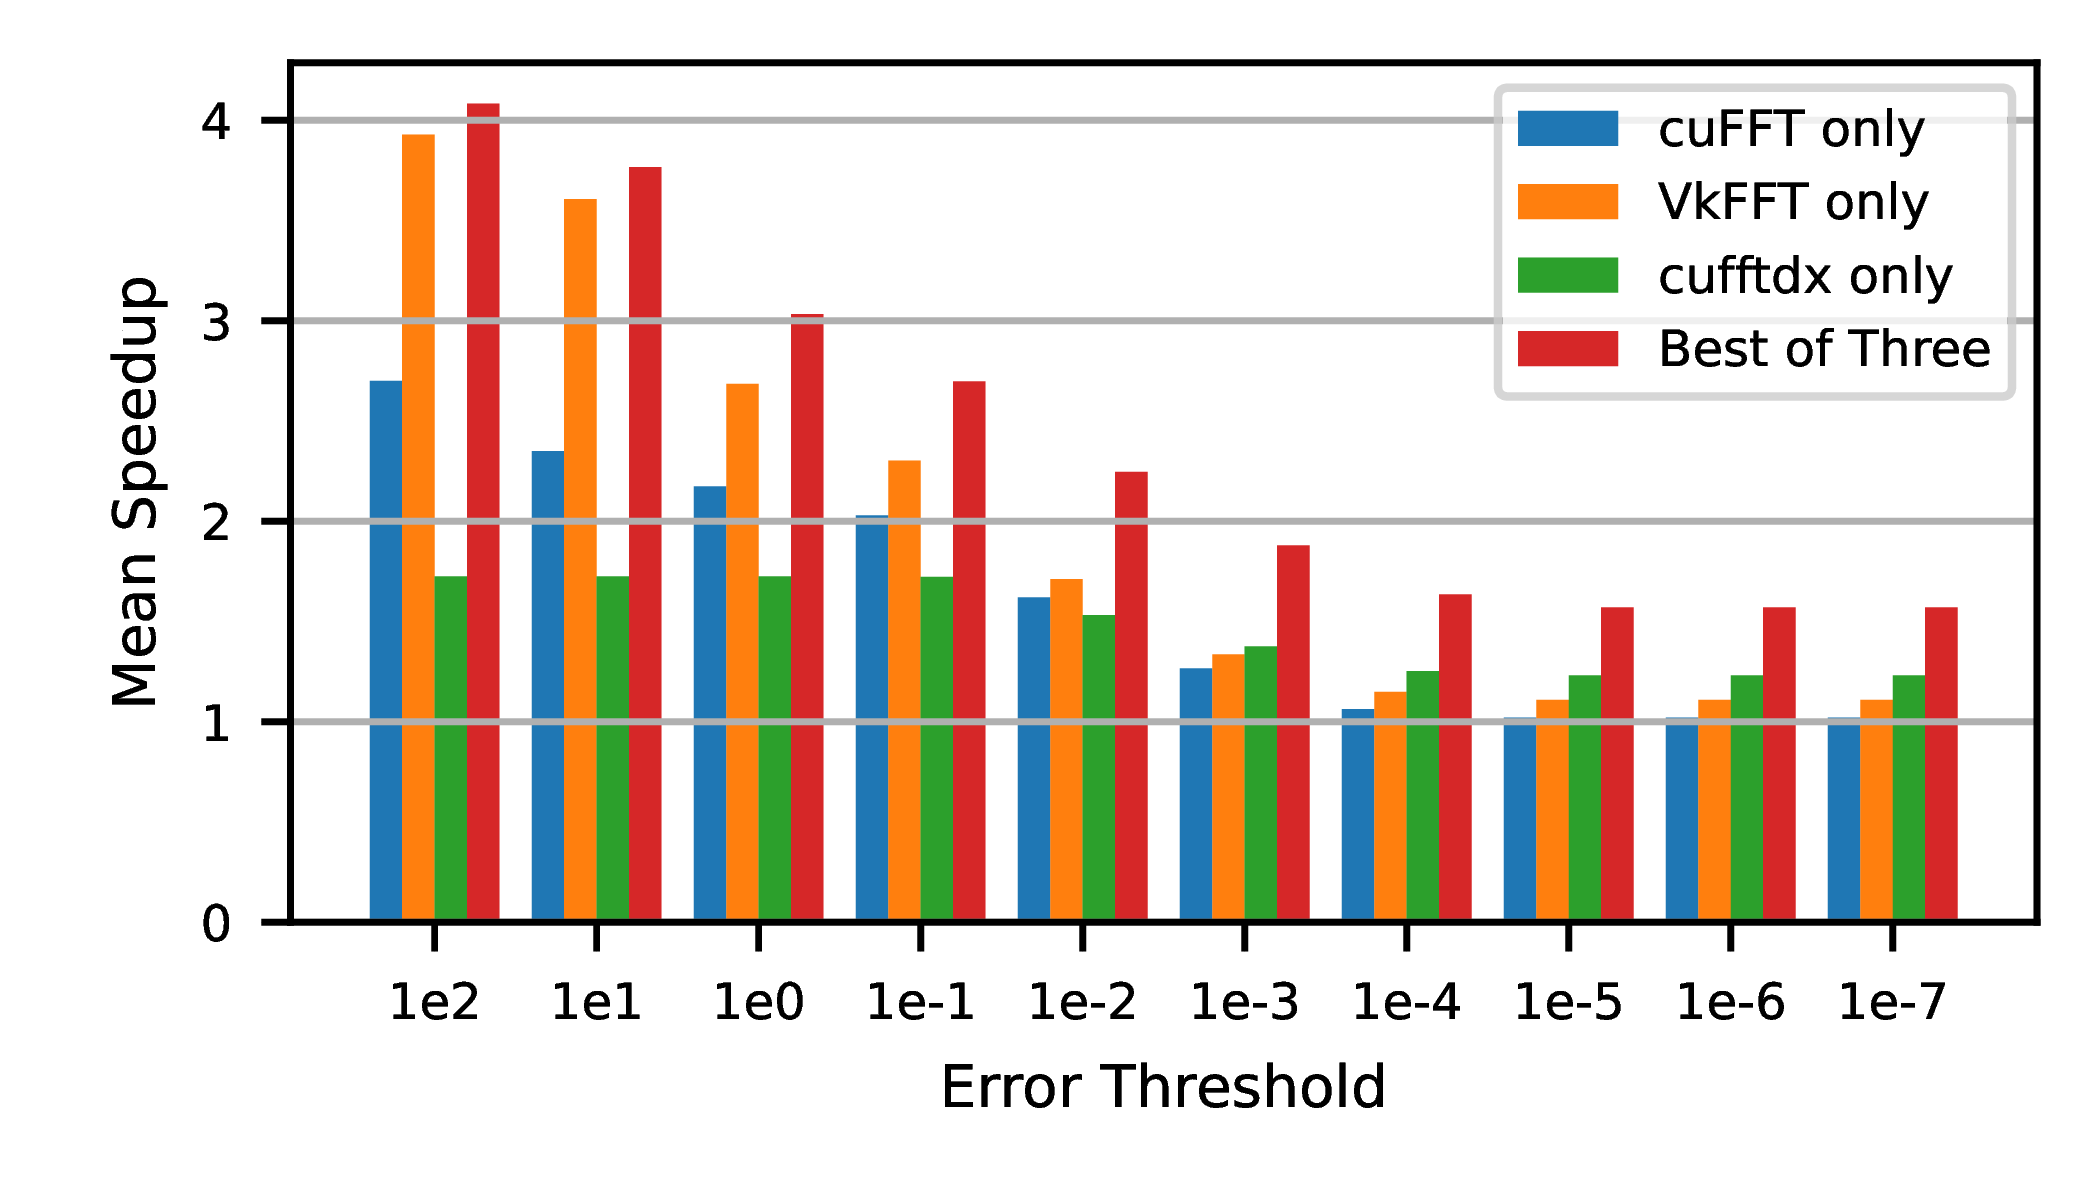 cuFFT only
VkFFT only
cufftdx only
Best of Three
Mean Speedup
4
3
2
1
0
1e2 1e1 1e0 1e-1 1e-2 1e-3 1e-4 1e-5 1e-6 1e-7
Error Threshold